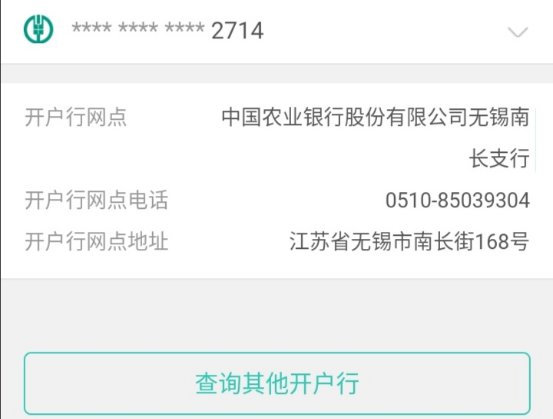 **** **** **** 2714
开户行网点 中国农业银行股份有限公司无锡南
长支行
开户行网点电话 0510-85039304
开户行网点地址 江苏省无锡市南长街168号
查询其他开户行